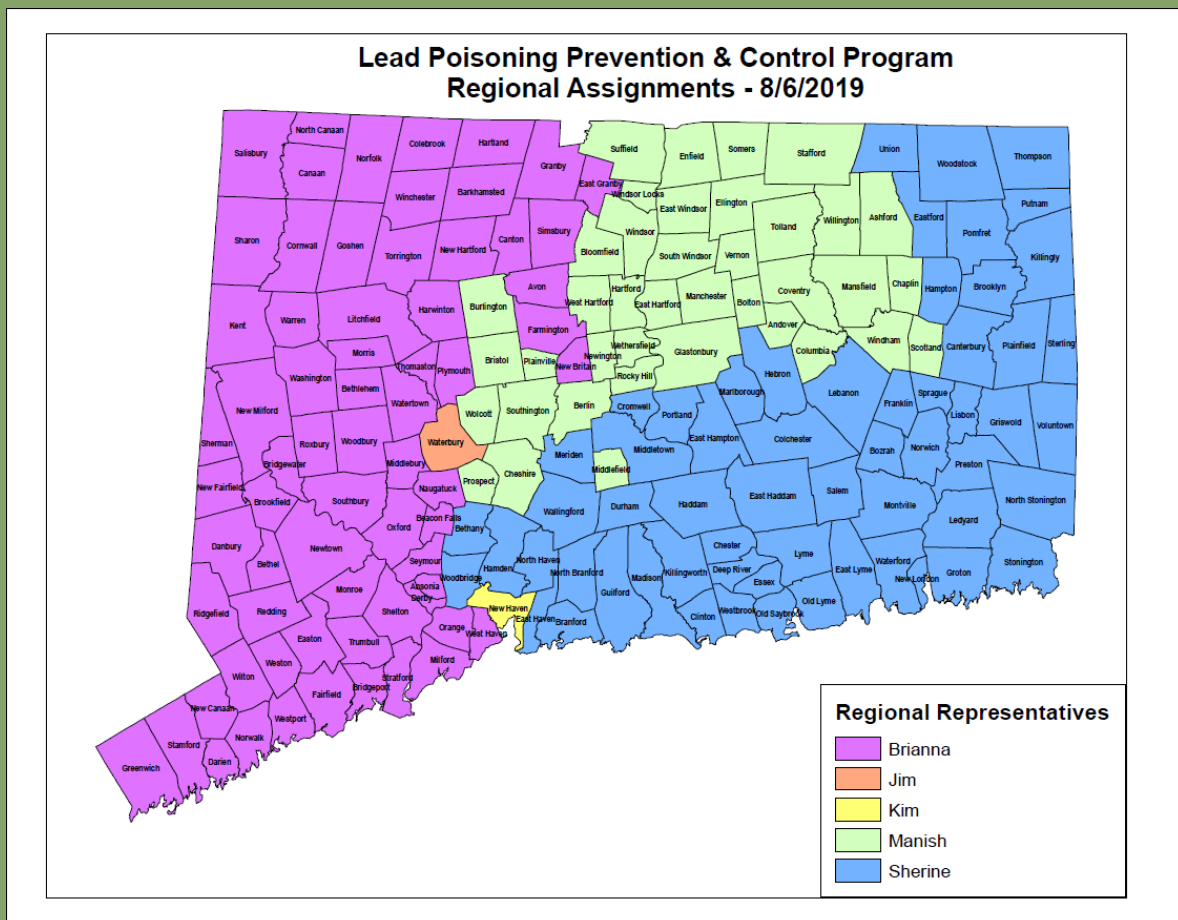 Lead Poisoning Prevention & Control Program
Regional Assignments - 8/6/2019
North Canaan
Colebrook
Hartland
Salisbury
Canaan
Norfolk
Granby
Suffield
Enfield
Somers
Stafford
Union
Woodstock
Thompson
Winchester
Barkhamsted
East Granby
Windsor Locks
East Windsor
Ellington
Putnam
Sharon
Cornwall
Goshen
Torrington
New Hartford
Canton
Simsbury
Bloomfield
Windsor
South Windsor
Vernon
Tolland
Willington
Ashford
Eastford
Pomfret
Killingly
Kent
Warren
Litchfield
Harwinton
Burlington
Avon
West Hartford
Hartford
East Hartford
Manchester
Bolton
Coventry
Mansfield
Chaplin
Hampton
Brooklyn
Morris
Farmington
Wethersfield
Andover
Windham
Scotland
Canterbury
Plainfield
Sterling
Washington
Bethlehem
Thomaston
Plymouth
Bristol
Plainville
New Britain
Newington
Rocky Hill
Glastonbury
Columbia
Hebron
New Milford
Watertown
Wolcott
Southington
Berlin
Cromwell
Portland
Marlborough
Lebanon
Franklin
Sprague
Lisbon
Griswold
Voluntown
Sherman
Roxbury
Woodbury
Waterbury
Middlebury
Meriden
Middletown
East Hampton
Colchester
Bozrah
Norwich
Preston
Bridgewater
Cheshire
Middlefield
New Fairfield
Brookfield
Southbury
Naugatuck
Prospect
Wallingford
Durham
Haddam
East Haddam
Salem
Montville
North Stonington
Oxford
Beacon Falls
Bethany
Ledyard
Danbury
Bethel
Newtown
Seymour
Woodbridge
Hamden
North Haven
North Branford
Chester
Deep River
Lyme
Waterford
Stonington
Ridgefield
Redding
Monroe
Ansonia
Derby
Shelton
Guilford
Madison
Killingworth
Essex
East Lyme
New London
Groton
New Haven
East Haven
Branford
Clinton
Westbrook
Old Saybrook
Old Lyme
Easton
Trumbull
Orange
West Haven
Weston
Milford
Wilton
Stratford
Bridgeport
Fairfield
New Canaan
Westport
Norwalk
Stamford
Darien
Greenwich
Regional Representatives
Brianna
Jim
Kim
Manish
Sherine